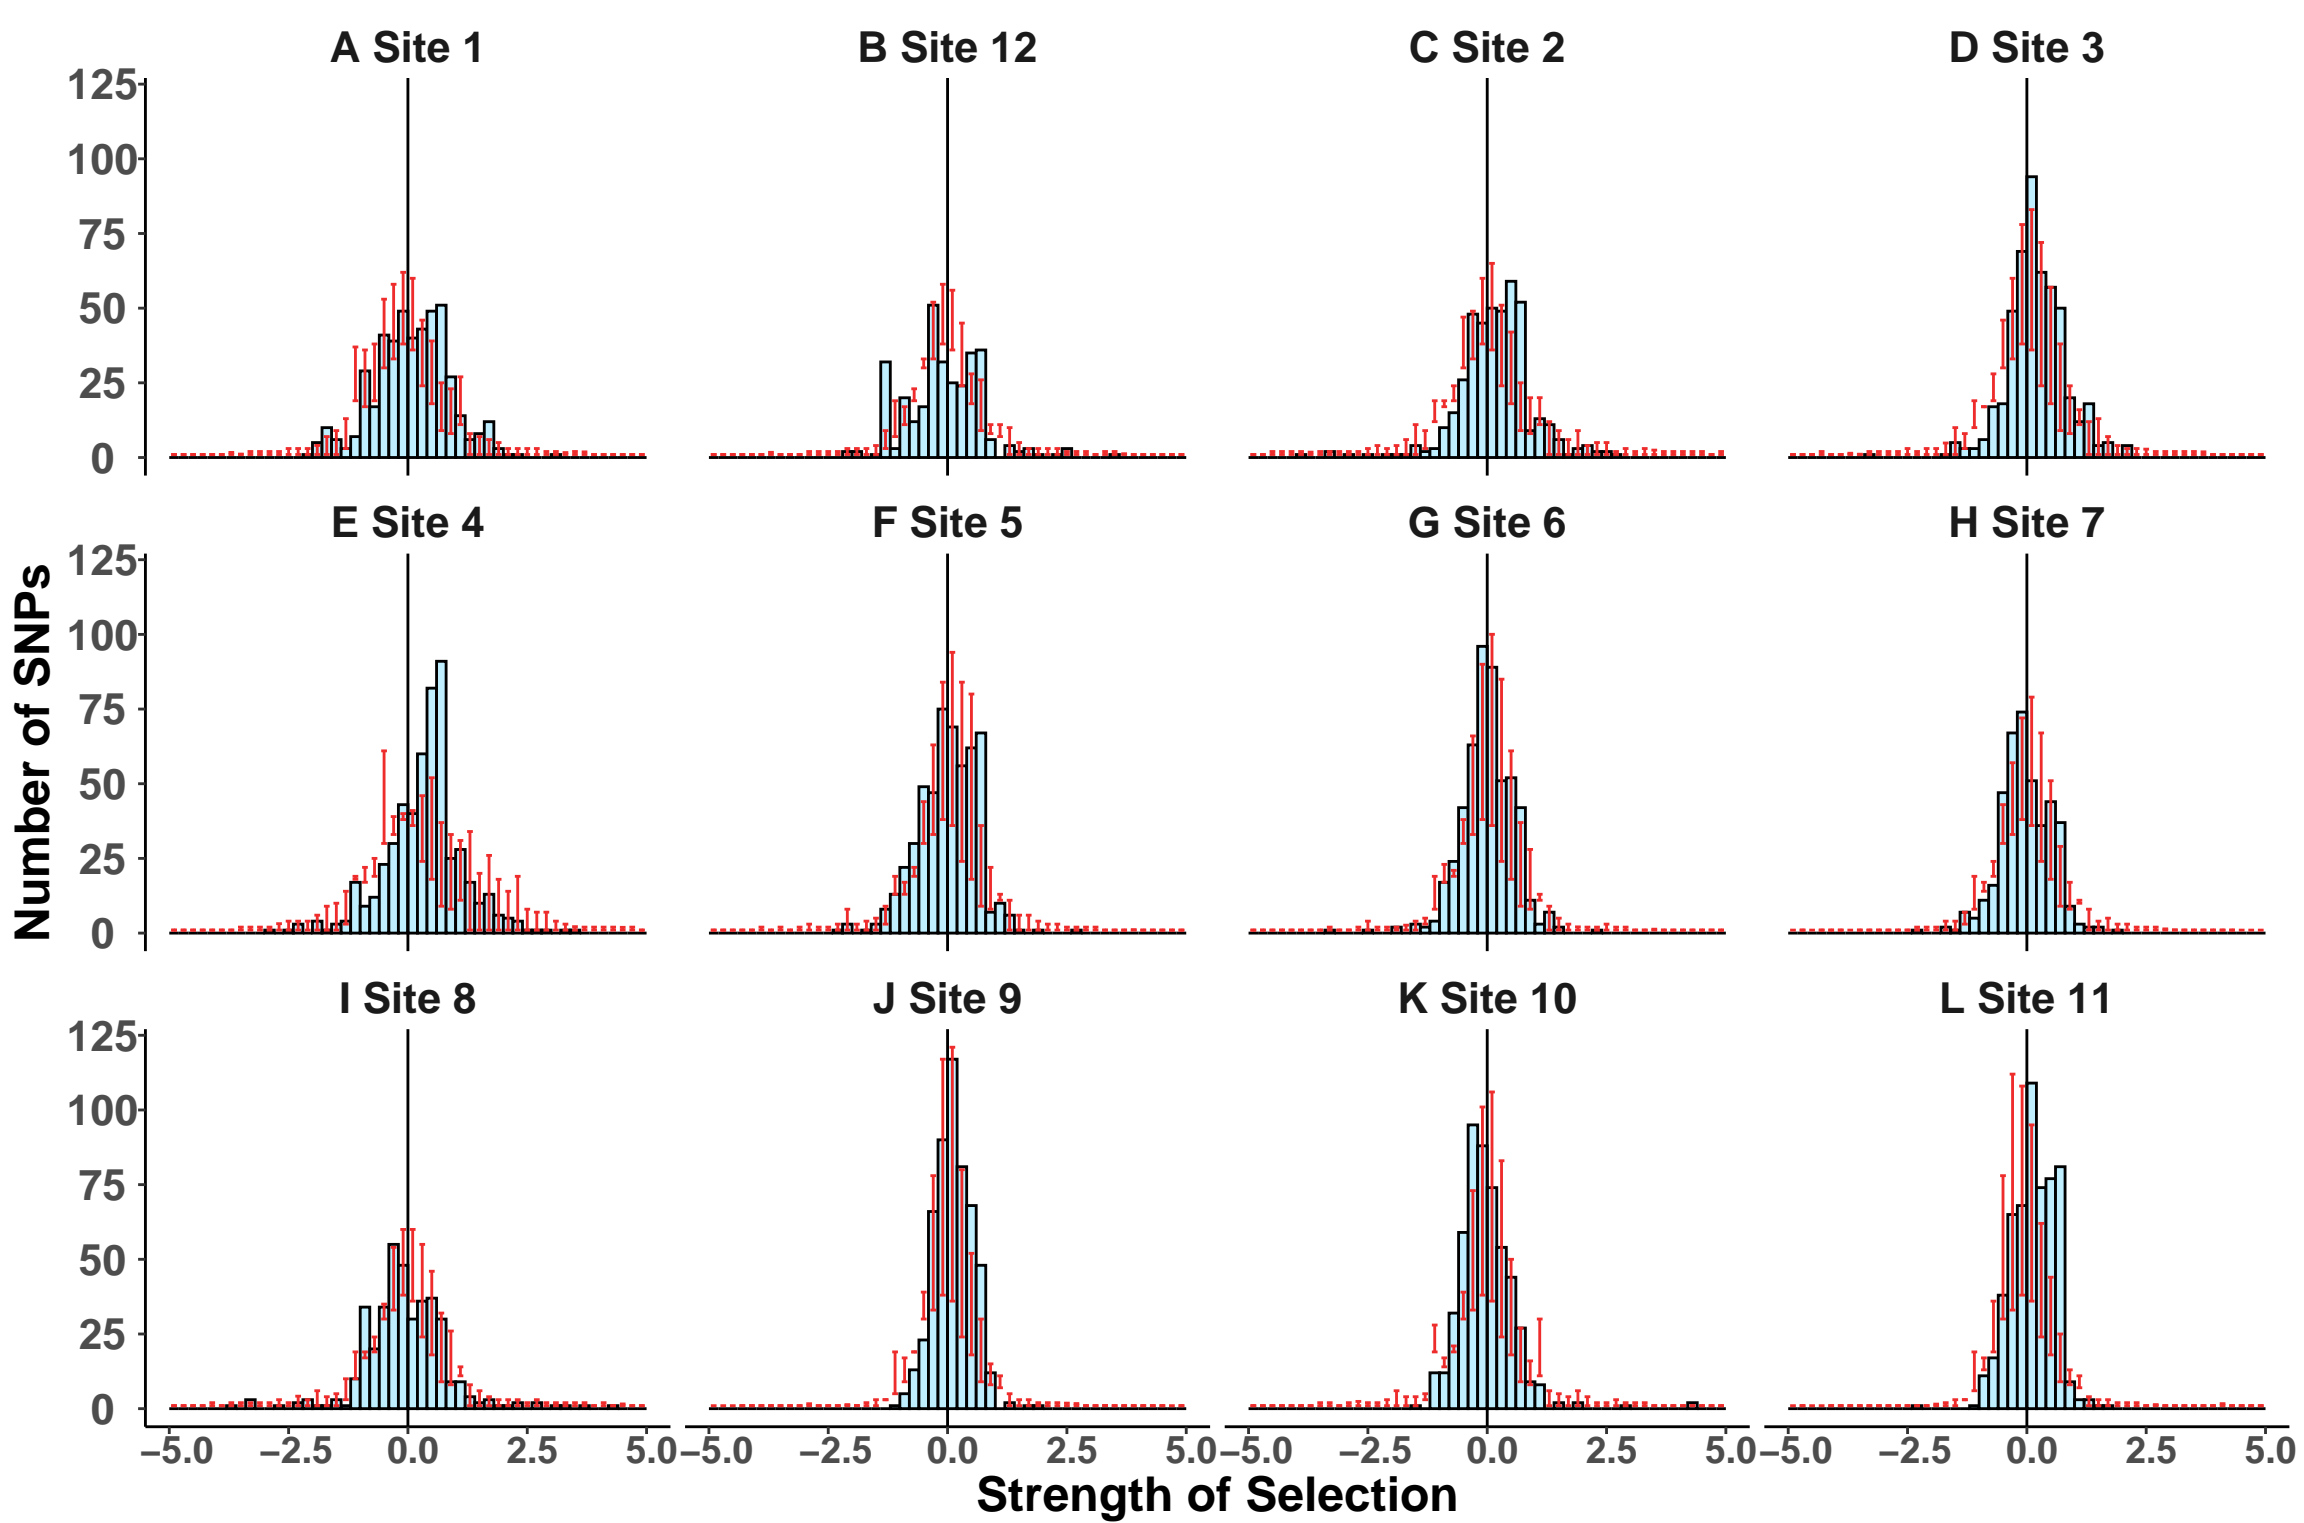 A Site 1
B Site 12
C Site 2
D Site 3
125
100
75
50
25
0
E Site 4
F Site 5
G Site 6
H Site 7
125
100
75
50
25
0
Number of SNPs
I Site 8
J Site 9
K Site 10
L Site 11
125
100
75
50
25
0
−5.0 −2.5 0.0 2.5 5.0 −5.0 −2.5 0.0 2.5 5.0 −5.0 −2.5 0.0 2.5 5.0 −5.0 −2.5 0.0 2.5 5.0
Strength of Selection